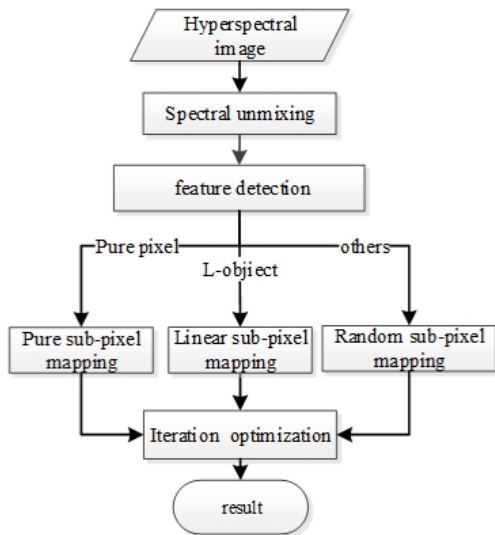 Hyperspectral
image
Spectral unmixing
feature detection
Pure pixel
L-objiect
others
Pure sub-pixel
mapping
Linear sub-pixel
mapping
Random sub-pixel
mapping
Iteration optimization
result